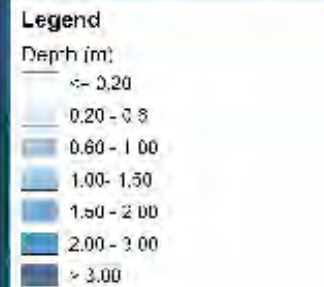 Legend
Depth (m)
<= 0.20
0.20 -
0.60 - 1.00
1.00- 1.50
1.50 - 2.00
2.00 - 3.00
> 3.00